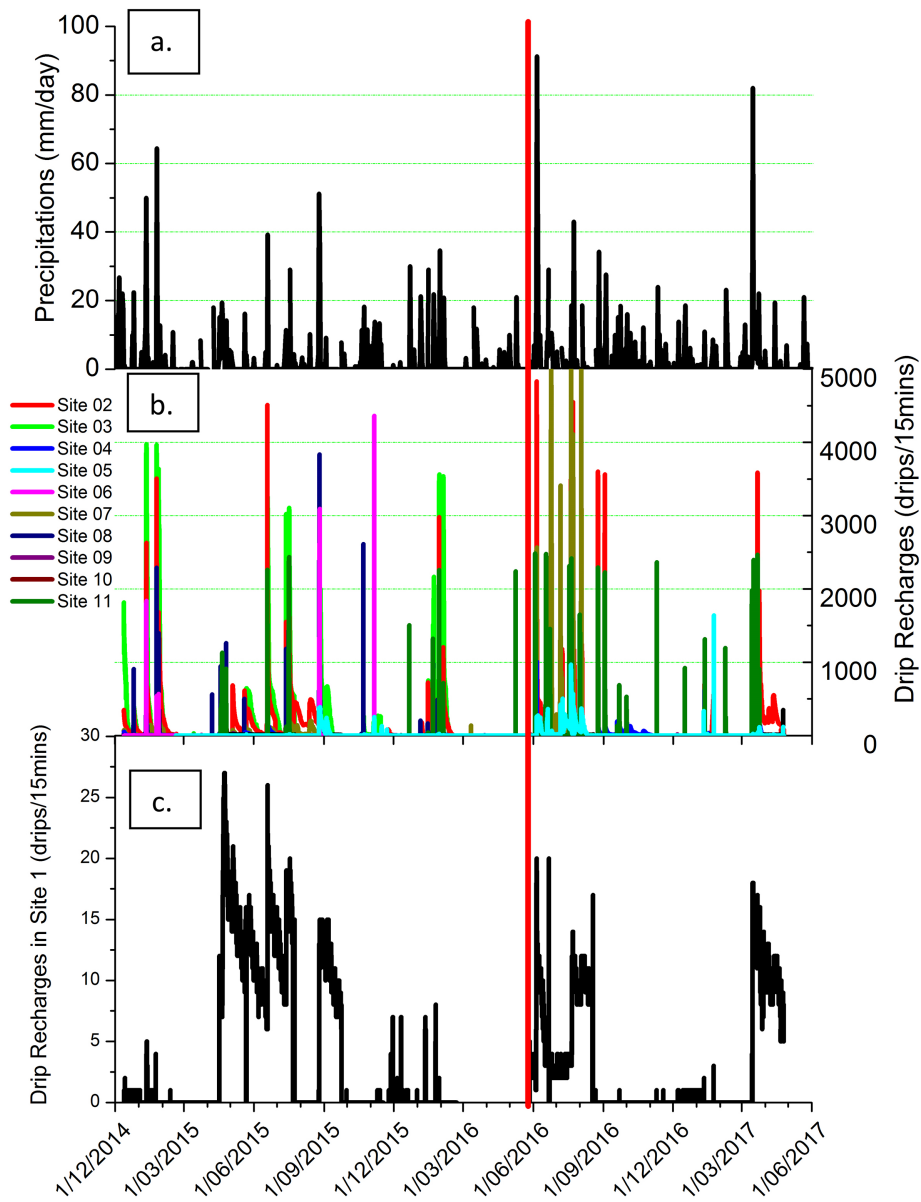 a.
100
80
60
40
20
0
Precipitations (mm/day)
b.
Site 02
Site 03
Site 04
Site 05
Site 06
Site 07
Site 08
Site 09
Site 10
Site 11
5000
4000
3000
2000
1000
0
Drip Recharges (drips/15mins)
c.
30
25
20
15
10
5
0
Drip Recharges in Site 1 (drips/15mins)
1/12/2014
1/03/2015
1/06/2015
1/09/2015
1/12/2015
1/03/2016
1/06/2016
1/09/2016
1/12/2016
1/03/2017
1/06/2017